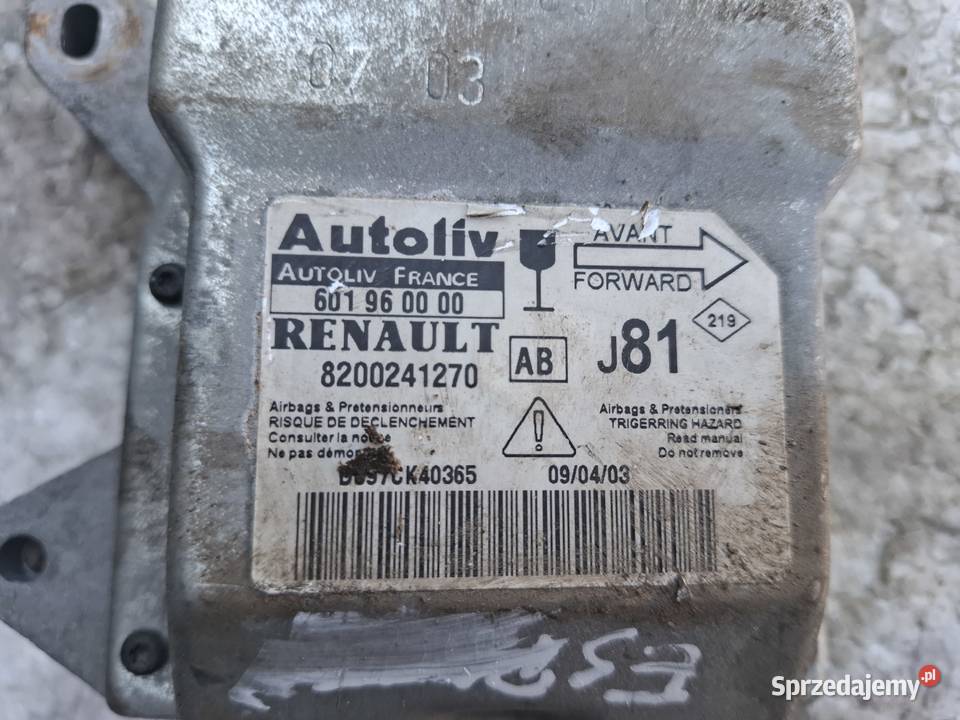 07 03
Autoliv
AVANT
AUTOLIV FRANCE
FORWARD
601 96 00 00
RENAULT
AB
J81
219
8200241270
Airbags & Pretensionneurs
RISQUE DE DECLENCHEMENT
Consulter la notice
Ne pas
Airbags & Pretensioners
TRIGERRING HAZARD
Read manual
Do not remove
CK40365
09/04/03
Sprzedajemy.pl